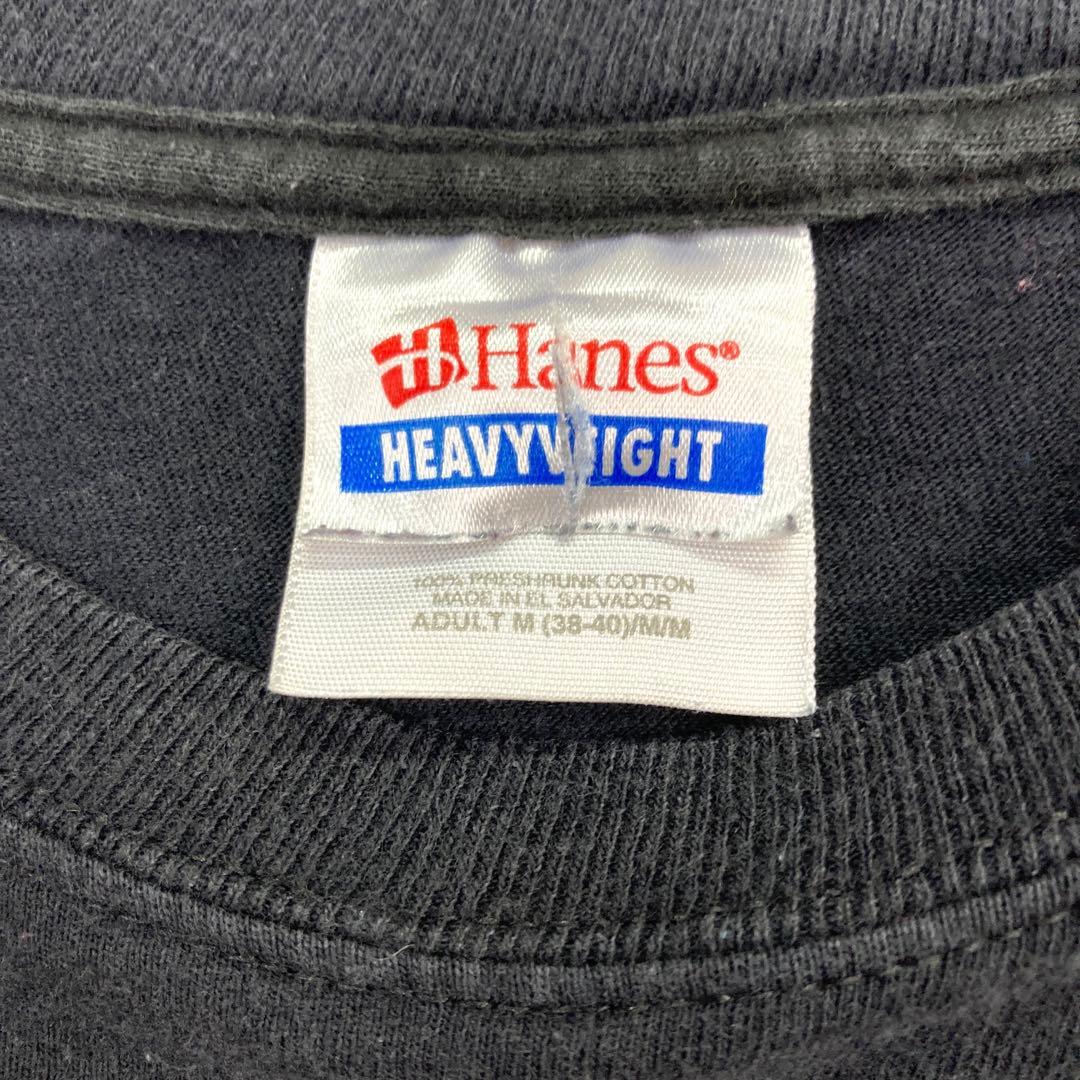 H Hanes®
HEAVYWEIGHT
100% PRESHRUNK COTTON
MADE IN EL SALVADOR
ADULT M (38-40)/M/M